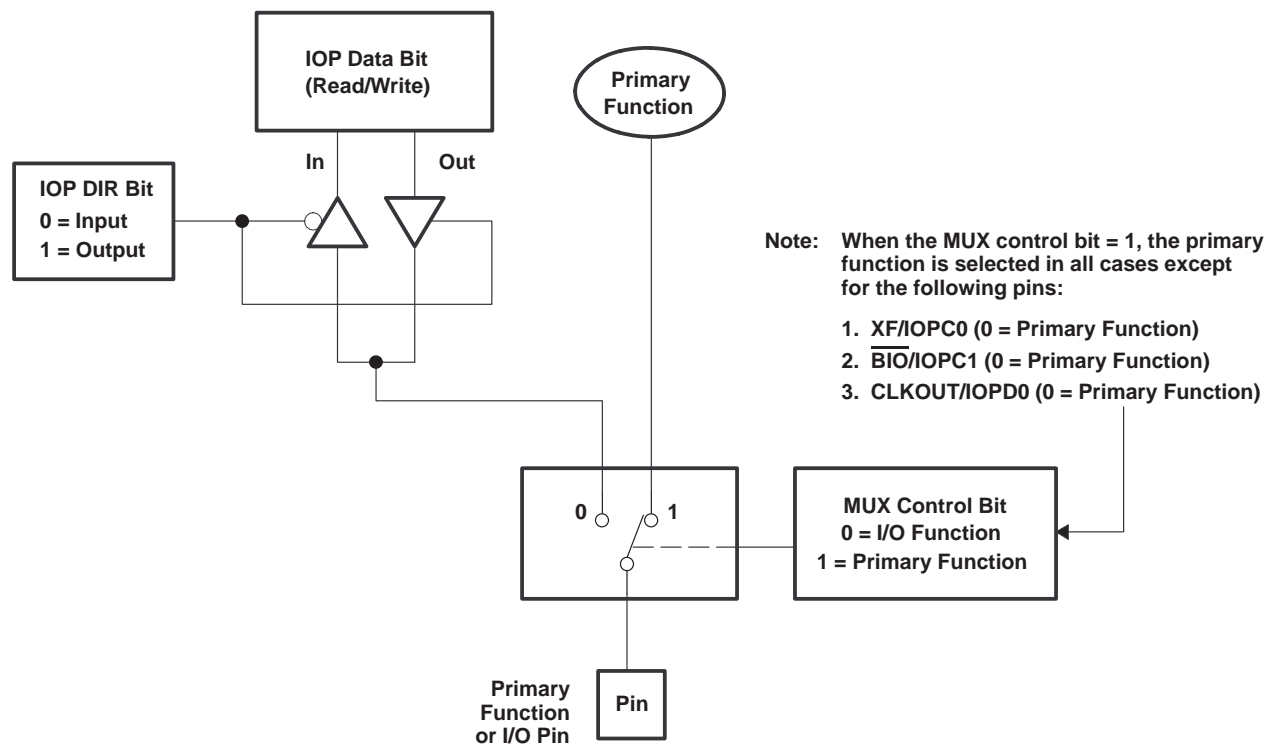 IOP Data Bit
(Read/Write)
Primary
Function
In
Out
IOP DIR Bit
0 = Input
1 = Output
Note: When the MUX control bit = 1, the primary
function is selected in all cases except
for the following pins:
1. XF/IOPC0 (0 = Primary Function)
2. B̅I̅O̅/IOPC1 (0 = Primary Function)
3. CLKOUT/IOPD0 (0 = Primary Function)
0
1
MUX Control Bit
0 = I/O Function
1 = Primary Function
Primary
Function
or I/O Pin
Pin